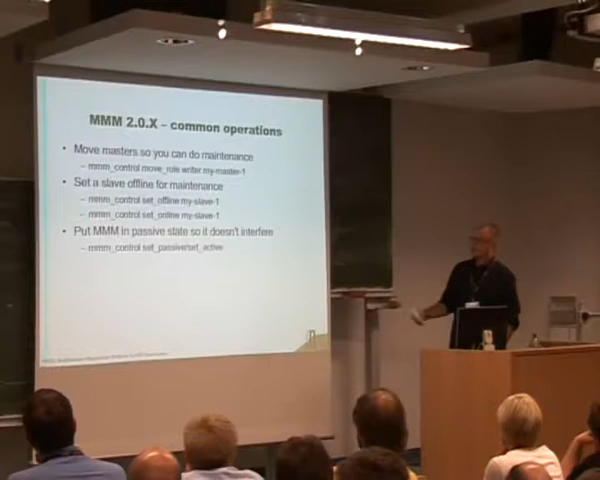 MMM 2.0.X – common operations
• Move masters so you can do maintenance
– mmm_control move_role writer my-master-1
• Set a slave offline for maintenance
– mmm_control set_offline my-slave-1
– mmm_control set_online my-slave-1
• Put MMM in passive state so it doesn't interfere
– mmm_control set_passive/set_active